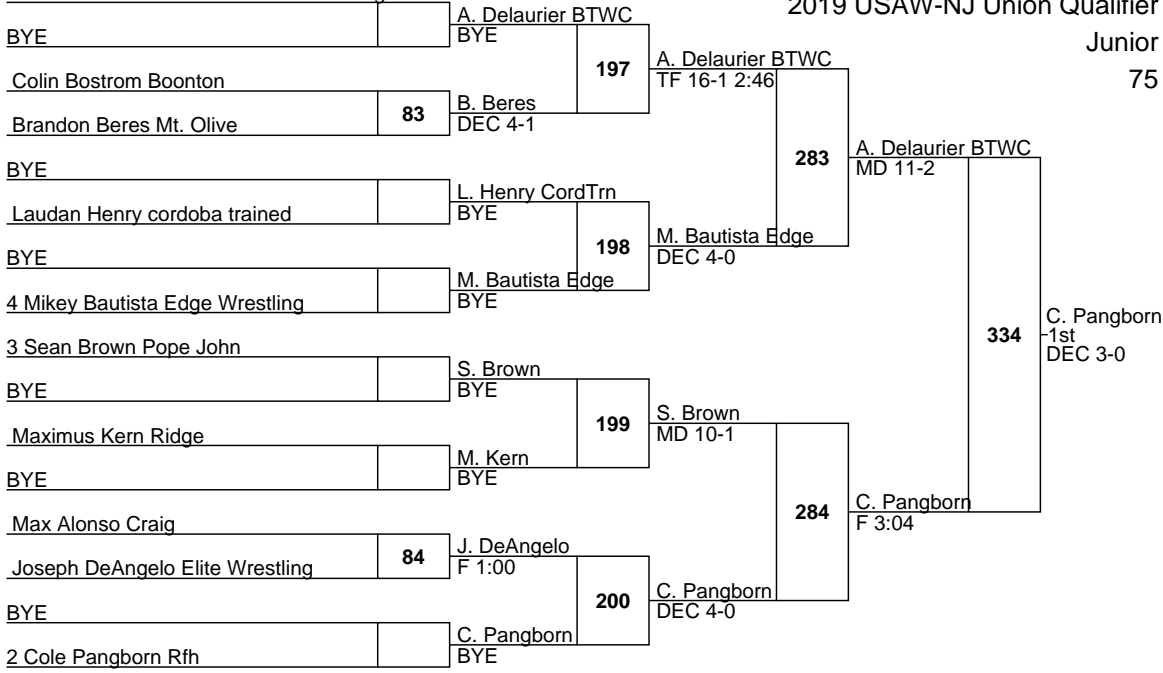 2019 USAW-NJ Union Qualifier
Junior
75
BYE
Colin Bostrom Boonton
Brandon Beres Mt. Olive
BYE
Laudan Henry cordoba trained
BYE
4 Mikey Bautista Edge Wrestling
3 Sean Brown Pope John
BYE
Maximus Kern Ridge
BYE
Max Alonso Craig
Joseph DeAngelo Elite Wrestling
BYE
2 Cole Pangborn Rfh
83
84
A. Delaurier BTWC
BYE
B. Beres
DEC 4-1
L. Henry CordTrn
BYE
M. Bautista Edge
BYE
S. Brown
BYE
M. Kern
BYE
J. DeAngelo
F 1:00
C. Pangborn
BYE
197
198
199
200
A. Delaurier BTWC
TF 16-1 2:46
M. Bautista Edge
DEC 4-0
S. Brown
MD 10-1
C. Pangborn
DEC 4-0
283
284
A. Delaurier BTWC
MD 11-2
C. Pangborn
F 3:04
334
C. Pangborn
1st
DEC 3-0